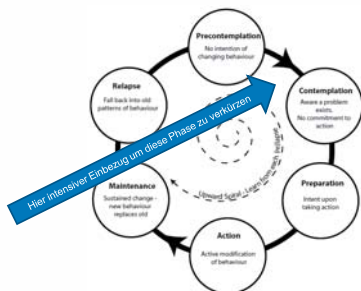 Precontemplation
No intention of
changing behaviour
Relapse
Fall back into old
patterns of behaviour
Contemplation
Aware a problem
exists.
No commitment to
action
Hier intensiver Einbezug um diese Phase zu verkürzen
Upward Spiral - Learn from each Relapse
Maintenance
Sustained change -
new behaviour
replaces old
Preparation
Intent upon
taking action
Action
Active modification
of behaviour